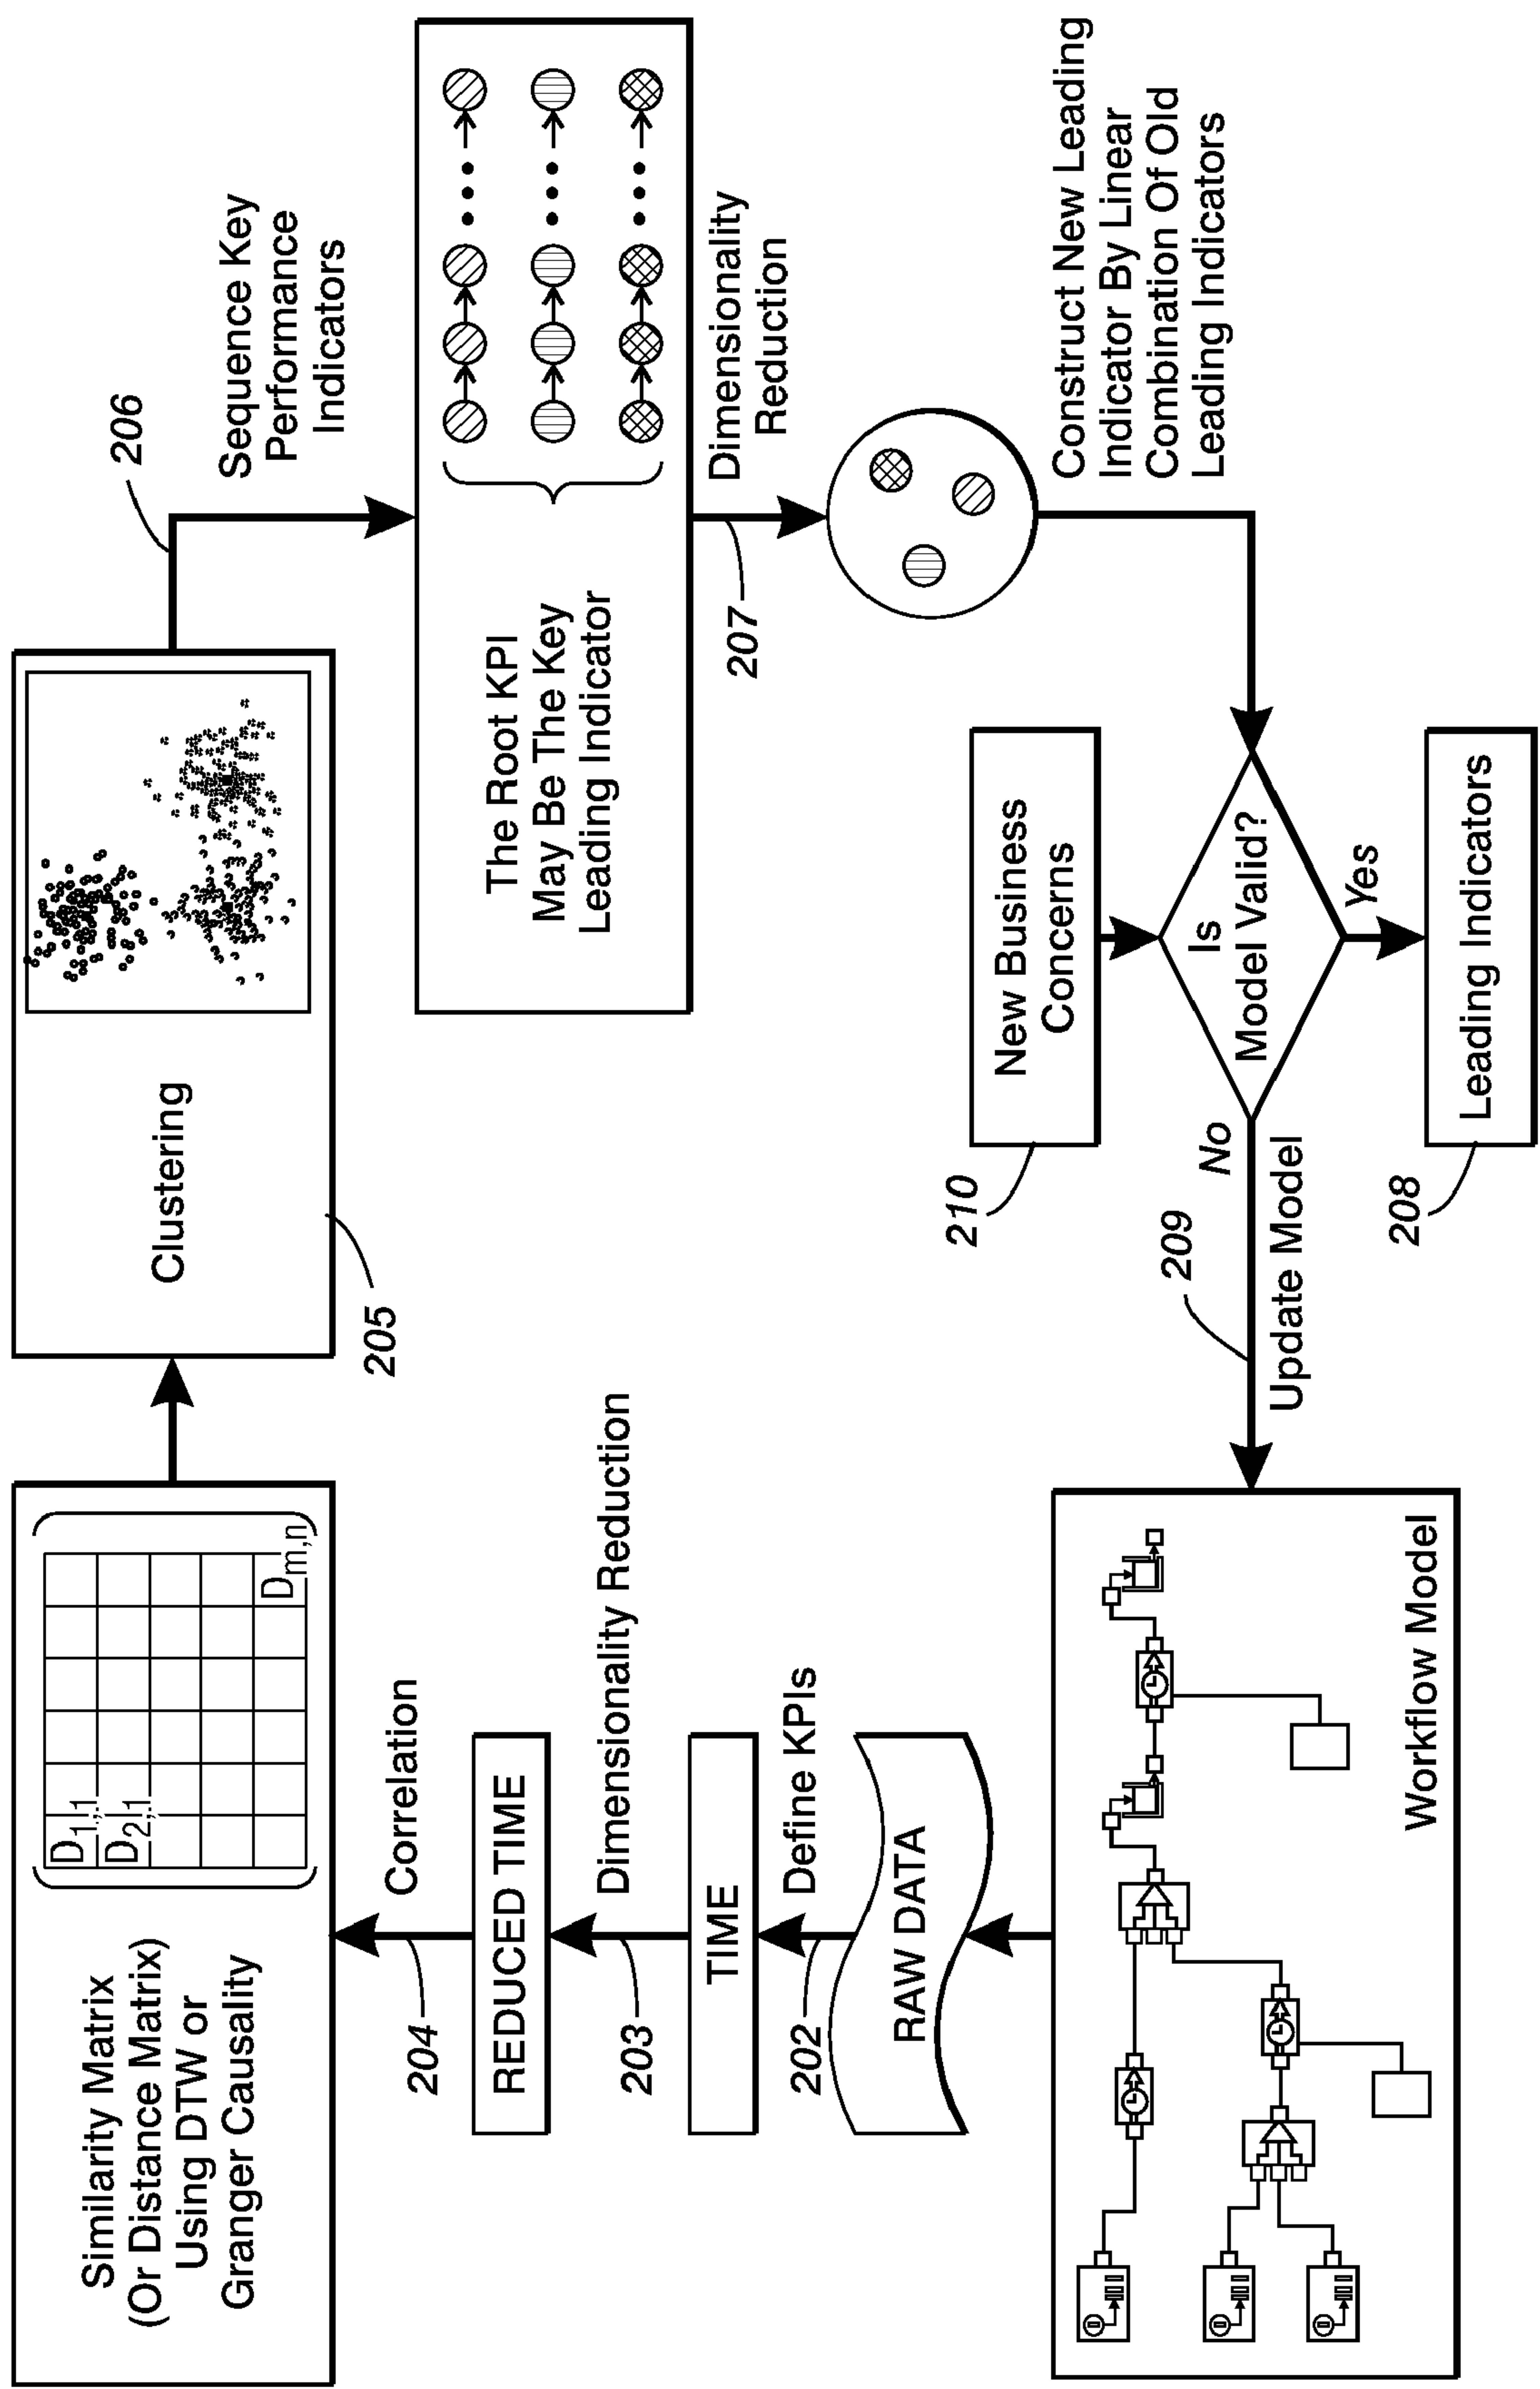 Similarity Matrix
(Or Distance Matrix)
Using DTW or
Granger Causality
D1,1
D2,1
Dm,n
Clustering
205
206
Sequence Key
Performance
Indicators
204
Correlation
The Root KPI
May Be The Key
Leading Indicator
REDUCED TIME
203
Dimensionality Reduction
207
Dimensionality
Reduction
TIME
202
Define KPIs
RAW DATA
Construct New Leading
Indicator By Linear
Combination Of Old
Leading Indicators
210
New Business
Concerns
Is
Model Valid?
No
209
Update Model
Yes
208
Leading Indicators
Workflow Model